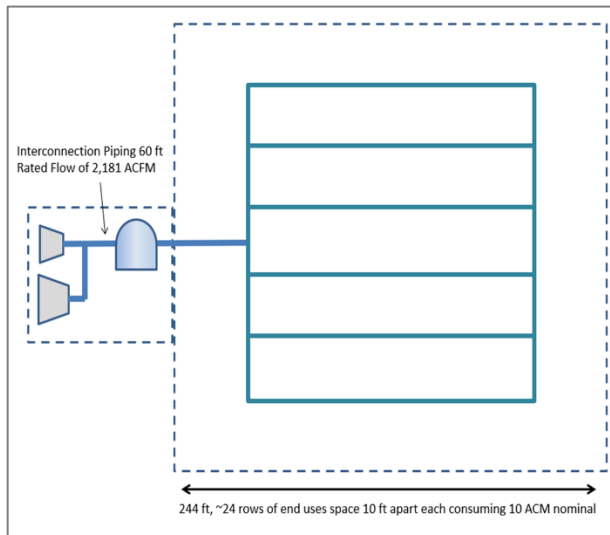 Interconnection Piping 60 ft
Rated Flow of 2,181 ACFM
244 ft, ~24 rows of end uses space 10 ft apart each consuming 10 ACM nominal